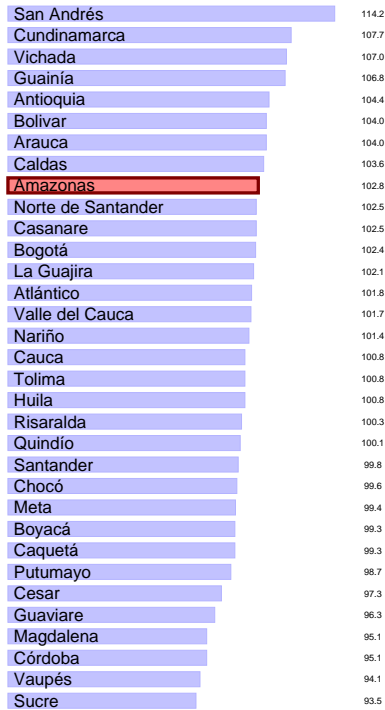 San Andrés 114.2
Cundinamarca 107.7
Vichada 107.0
Guainía 106.8
Antioquia 104.4
Bolivar 104.0
Arauca 104.0
Caldas 103.6
Amazonas 102.8
Norte de Santander 102.5
Casanare 102.5
Bogotá 102.4
La Guajira 102.1
Atlántico 101.8
Valle del Cauca 101.7
Nariño 101.4
Cauca 100.8
Tolima 100.8
Huila 100.8
Risaralda 100.3
Quindío 100.1
Santander 99.8
Chocó 99.6
Meta 99.4
Boyacá 99.3
Caquetá 99.3
Putumayo 98.7
Cesar 97.3
Guaviare 96.3
Magdalena 95.1
Córdoba 95.1
Vaupés 94.1
Sucre 93.5